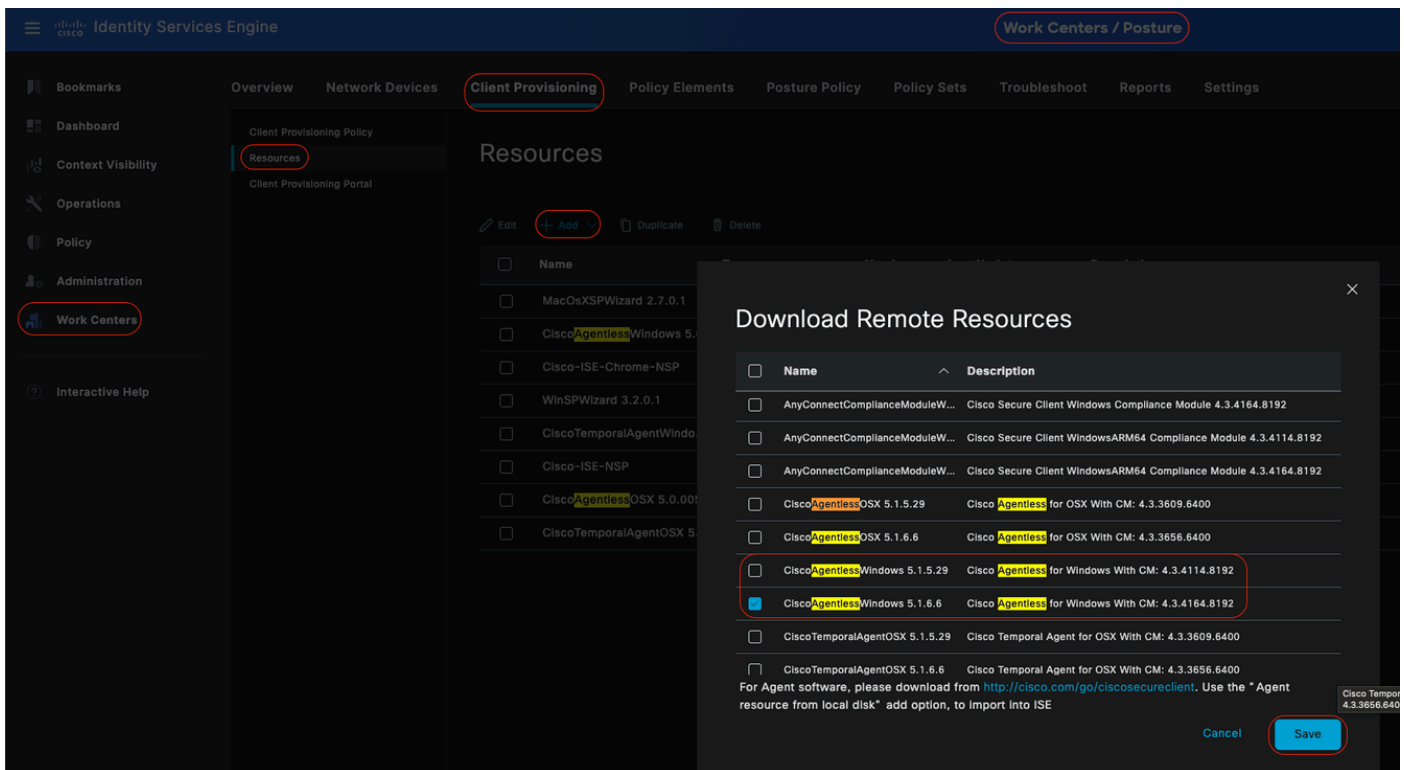 cisco Identity Services Engine
Work Centers / Posture
Bookmarks
Dashboard
Context Visibility
Operations
Policy
Administration
Work Centers
Interactive Help
Overview Network Devices Client Provisioning Policy Elements Posture Policy Policy Sets Troubleshoot Reports Settings
Client Provisioning Policy
Resources
Client Provisioning Portal
Resources
Edit Add Duplicate Delete
Name
MacOsXSPWizard 2.7.0.1
CiscoAgentlessWindows 5.
Cisco-ISE-Chrome-NSP
WinSPWizard 3.2.0.1
CiscoTemporalAgentWindo
Cisco-ISE-NSP
CiscoAgentlessOSX 5.0.005
CiscoTemporalAgentOSX 5.
Download Remote Resources
Name Description
AnyConnectComplianceModuleW... Cisco Secure Client Windows Compliance Module 4.3.4164.8192
AnyConnectComplianceModuleW... Cisco Secure Client WindowsARM64 Compliance Module 4.3.4114.8192
AnyConnectComplianceModuleW... Cisco Secure Client WindowsARM64 Compliance Module 4.3.4164.8192
CiscoAgentlessOSX 5.1.5.29 Cisco Agentless for OSX With CM: 4.3.3609.6400
CiscoAgentlessOSX 5.1.6.6 Cisco Agentless for OSX With CM: 4.3.3656.6400
CiscoAgentlessWindows 5.1.5.29 Cisco Agentless for Windows With CM: 4.3.4114.8192
CiscoAgentlessWindows 5.1.6.6 Cisco Agentless for Windows With CM: 4.3.4164.8192
CiscoTemporalAgentOSX 5.1.5.29 Cisco Temporal Agent for OSX With CM: 4.3.3609.6400
CiscoTemporalAgentOSX 5.1.6.6 Cisco Temporal Agent for OSX With CM: 4.3.3656.6400
For Agent software, please download from http://cisco.com/go/ciscosecureclient. Use the "Agent
resource from local disk" add option, to import into ISE
Cisco Tempor
4.3.3656.640
Cancel Save